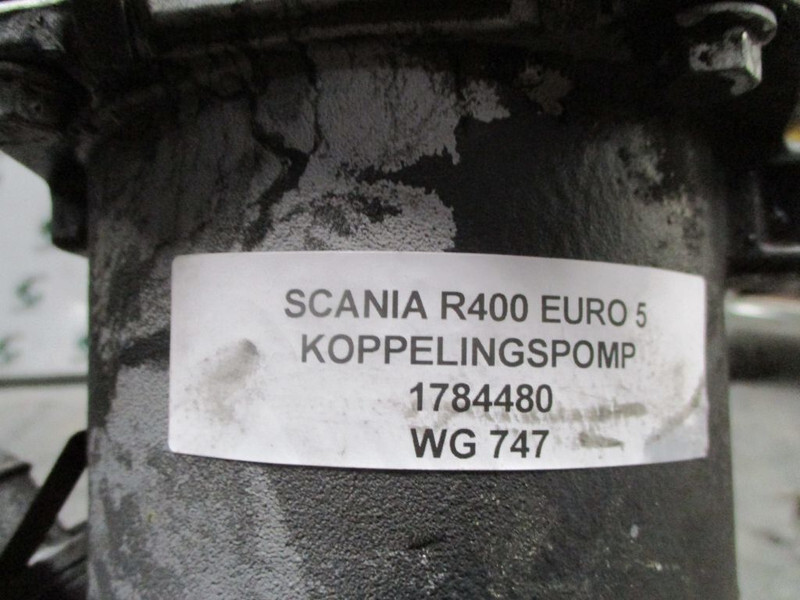 SCANIA R400 EURO 5
KOPPELINGSPOMP
1784480
WG 747